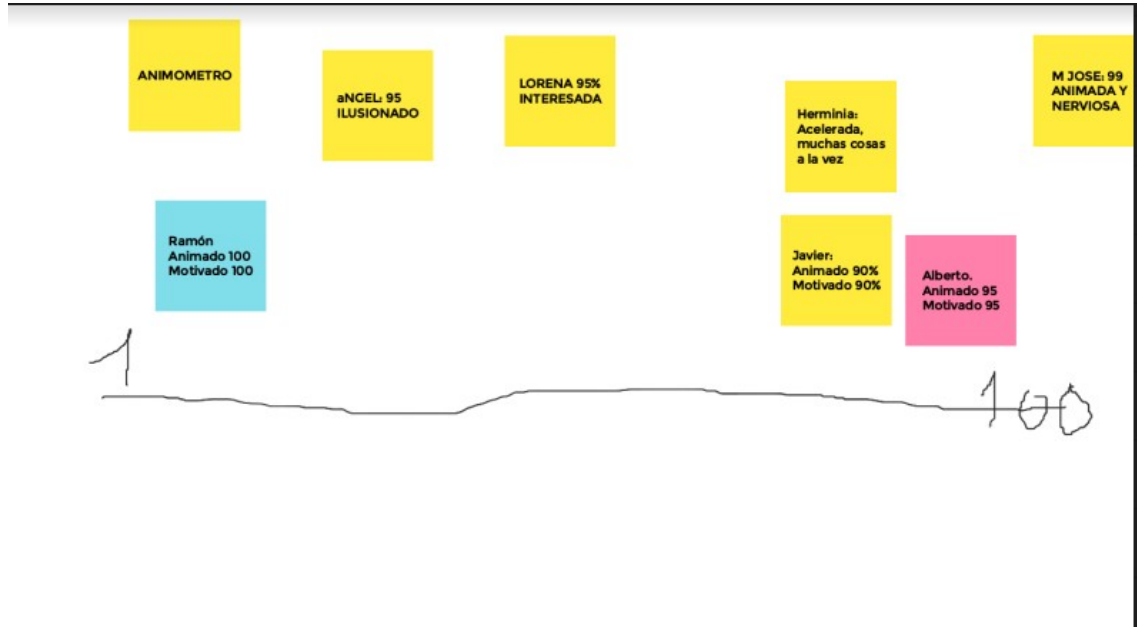 ANIMOMETRO
aNGEL: 95
ILUSIONADO
LORENA 95%
INTERESADA
Herminia:
Acelerada,
muchas cosas
a la vez
M JOSE: 99
ANIMADA Y
NERVIOSA
Ramón
Animado 100
Motivado 100
Javier:
Animado 90%
Motivado 90%
Alberto.
Animado 95
Motivado 95
1
100